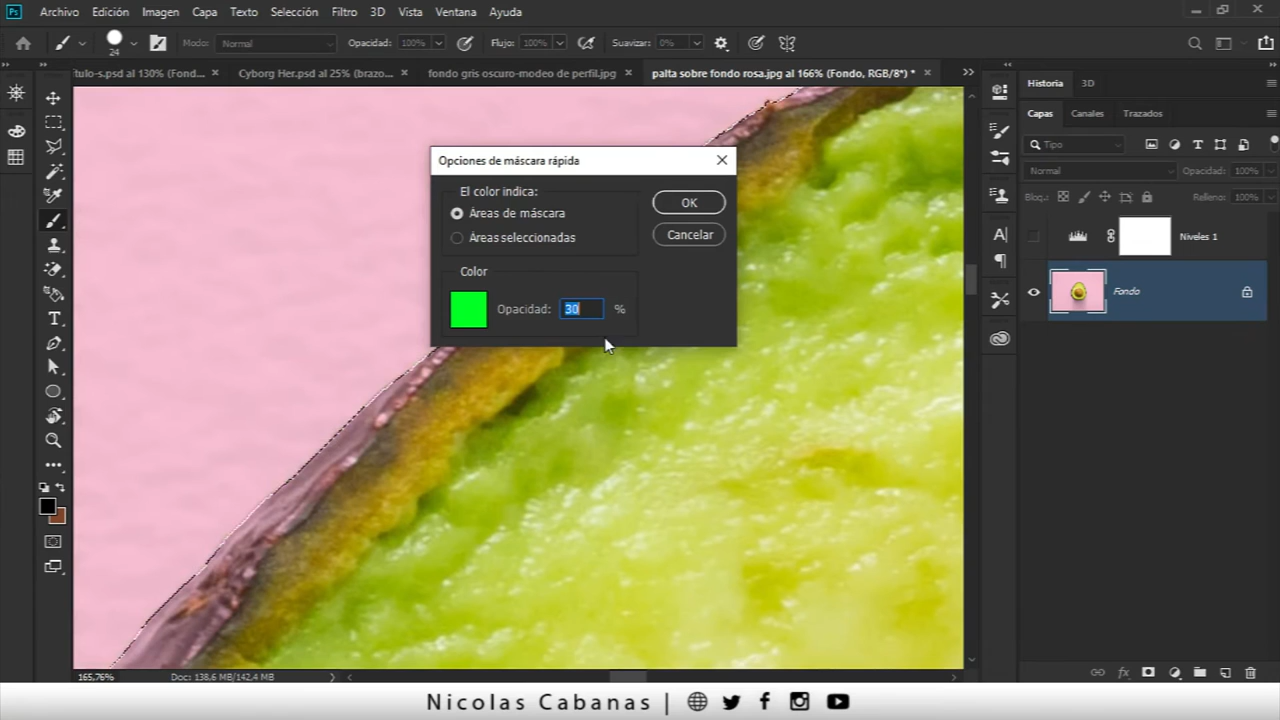 Ps Archivo Edición Imagen Capa Texto Selección Filtro 3D Vista Ventana Ayuda
24 Modo: Normal Opacidad: 100% Flujo: 100% Suavizar: 0%
ítulo-s.psd al 130% (Fond... × Cyborg Her.psd al 25% (brazo... × fondo gris oscuro-modeo de perfil.jpg × palta sobre fondo rosa.jpg al 166% (Fondo, RGB/8*) * ×
Historia 3D
Capas Canales Trazados
Tipo
Normal Opacidad: 100%
Bloq.: Relleno: 100%
Niveles 1
Fondo
Opciones de máscara rápida
El color indica:
Áreas de máscara
Áreas seleccionadas
OK
Cancelar
Color
Opacidad: 30 %
165,76% Doc: 138,6 MB/142,4 MB
Nicolas Cabanas |